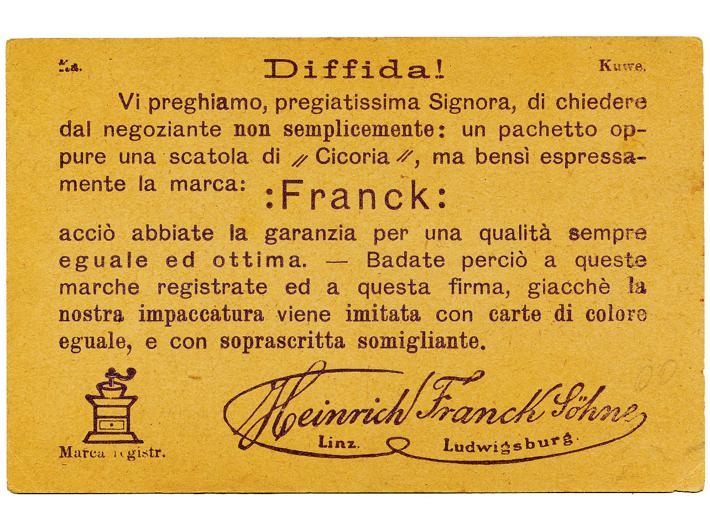 Diffida!
Kuwe.
Vi preghiamo, pregiatissima Signora, di chiedere
dal negoziante non semplicemente: un pachetto op-
pure una scatola di „ Cicoria “, ma bensì espressa-
mente la marca: :Franck:
acciò abbiate la garanzia per una qualità sempre
eguale ed ottima. — Badate perciò a queste
marche registrate ed a questa firma, giacchè la
nostra impaccatura viene imitata con carte di colore
eguale, e con soprascritta somigliante.
Heinrich Franck Söhne
Linz. Ludwigsburg.
Marca registr.